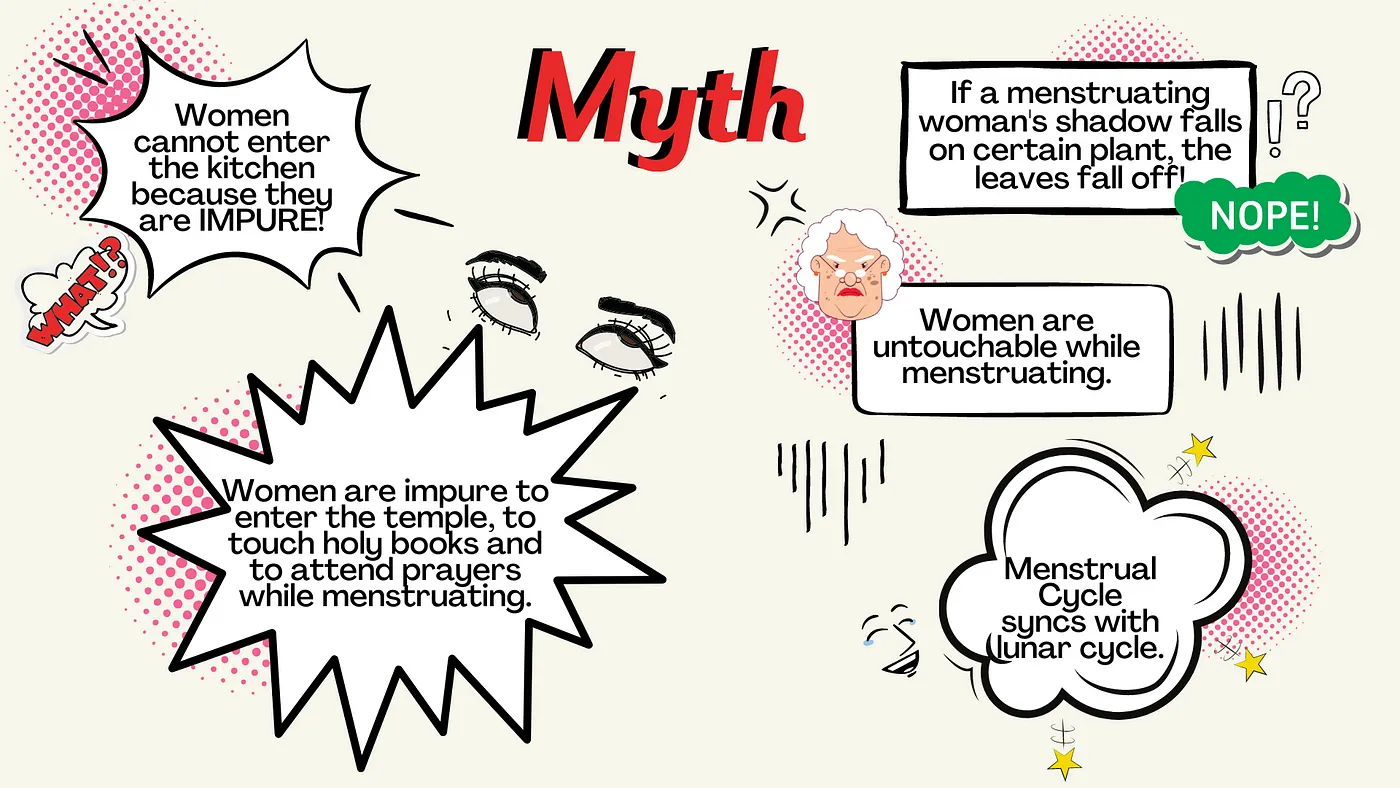 Myth
Women
cannot enter
the kitchen
because they
are IMPURE!
WHAT!?
If a menstruating
woman's shadow falls
on certain plant, the
leaves fall off!
!?
NOPE!
Women are
untouchable while
menstruating.
Women are impure to
enter the temple, to
touch holy books and
to attend prayers
while menstruating.
Menstrual
Cycle
syncs with
lunar cycle.